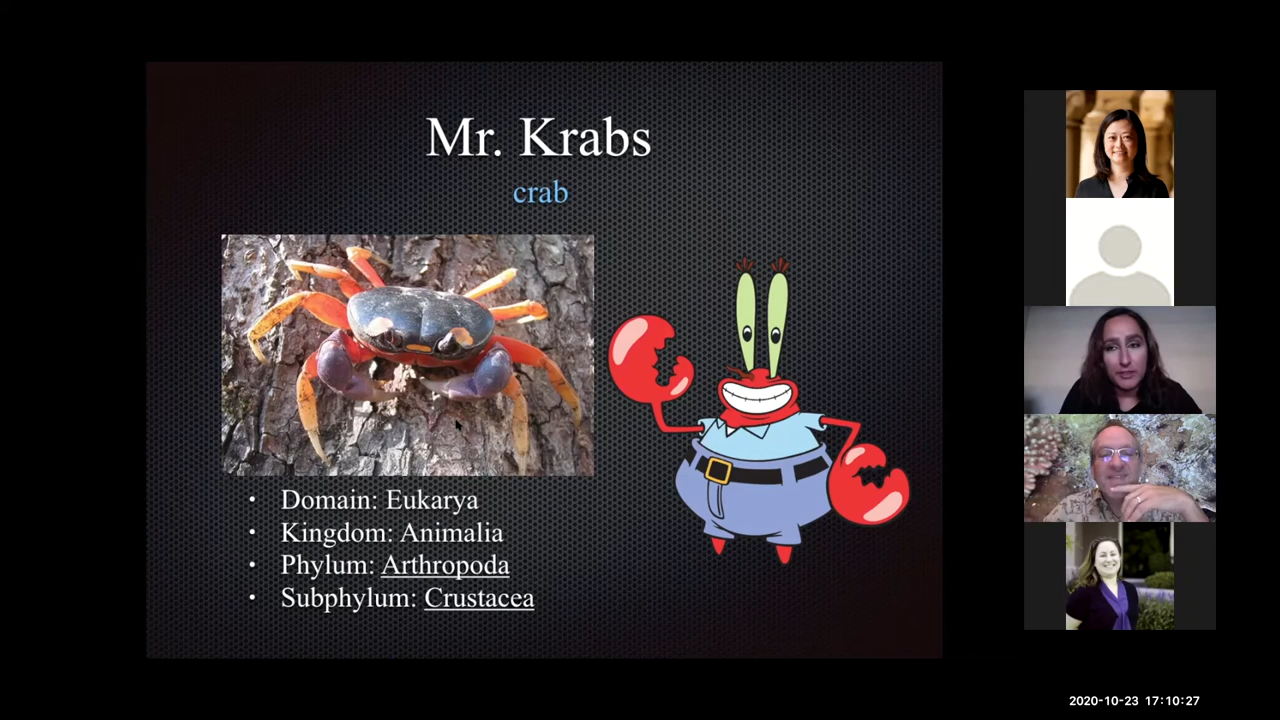 Mr. Krabs
crab
• Domain: Eukarya
• Kingdom: Animalia
• Phylum: Arthropoda
• Subphylum: Crustacea
2020-10-23 17:10:27